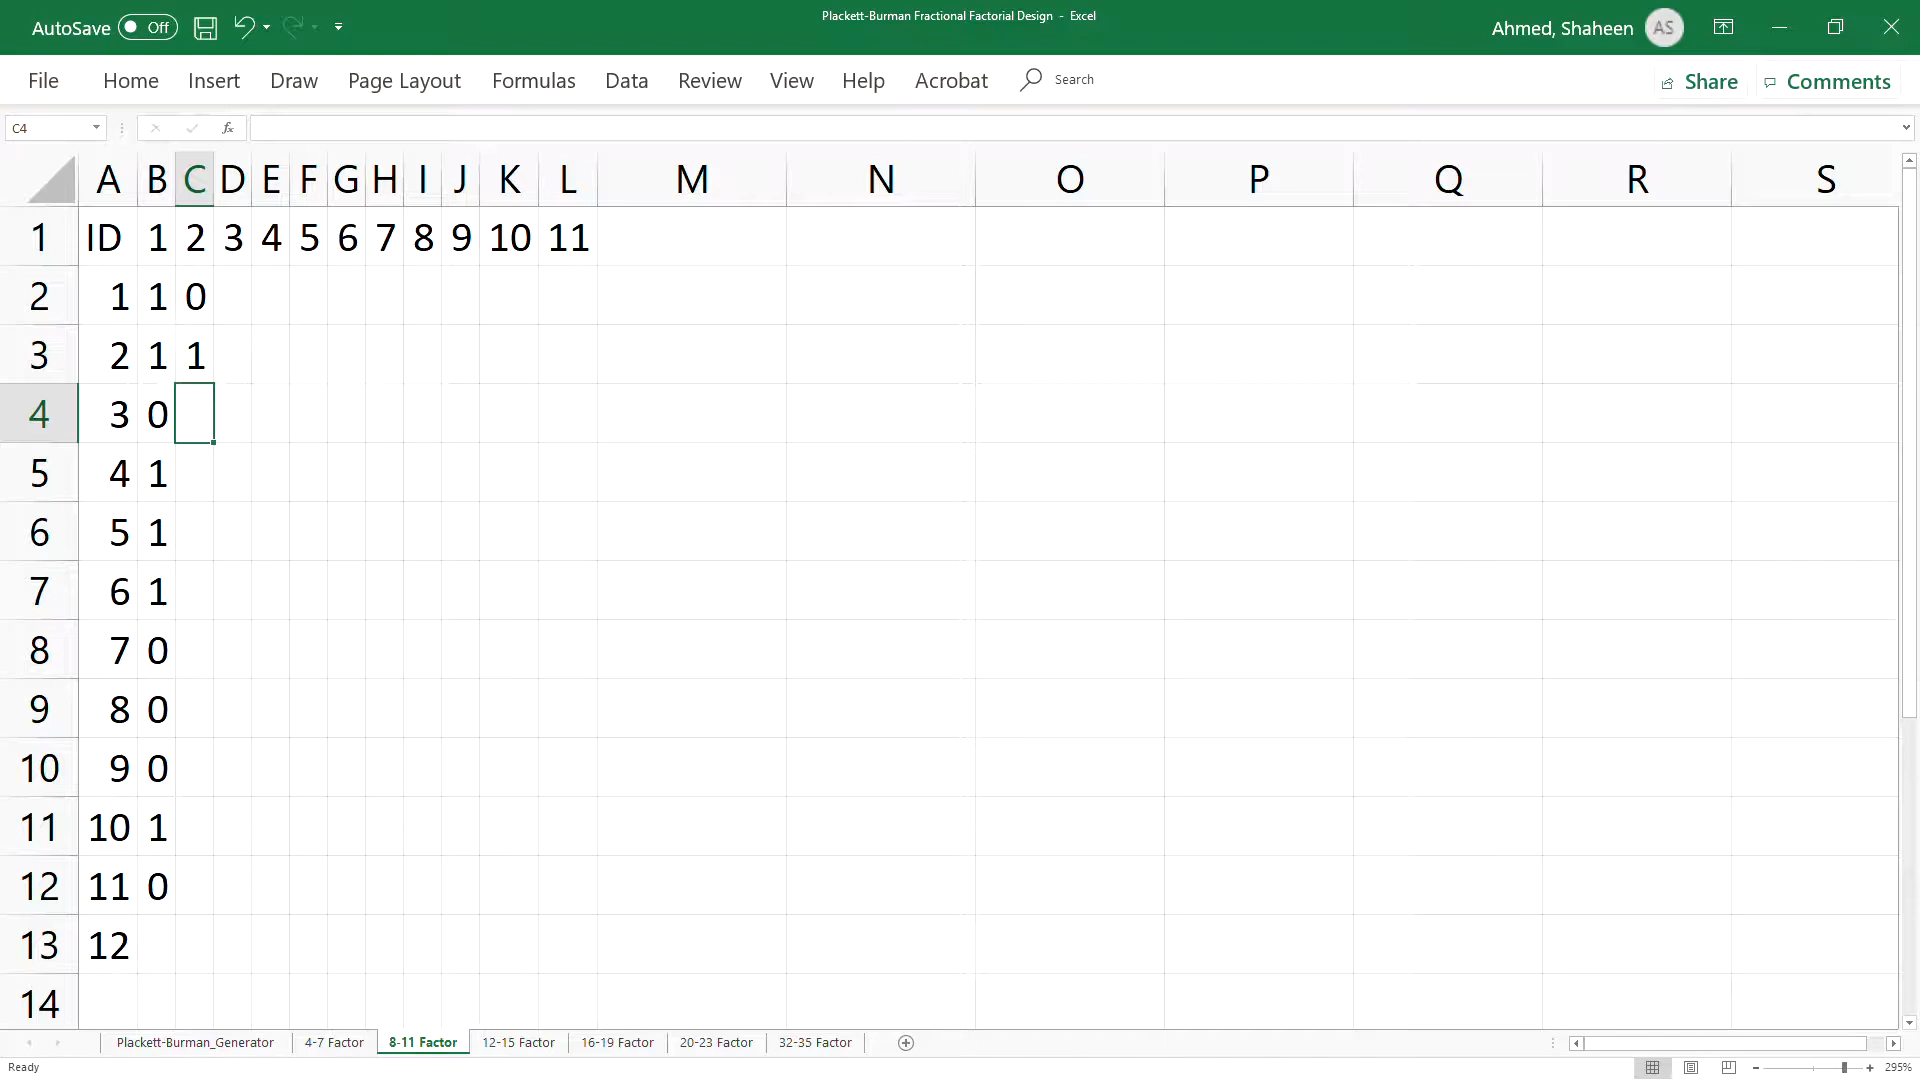 AutoSave Off Plackett-Burman Fractional Factorial Design - Excel Ahmed, Shaheen AS
File Home Insert Draw Page Layout Formulas Data Review View Help Acrobat Search Share Comments
C4 fx
A B C D E F G H I J K L M N O P Q R S
1 ID 1 2 3 4 5 6 7 8 9 10 11
2 1 1 0
3 2 1 1
4 3 0
5 4 1
6 5 1
7 6 1
8 7 0
9 8 0
10 9 0
11 10 1
12 11 0
13 12
14
Plackett-Burman_Generator 4-7 Factor 8-11 Factor 12-15 Factor 16-19 Factor 20-23 Factor 32-35 Factor
Ready 295%